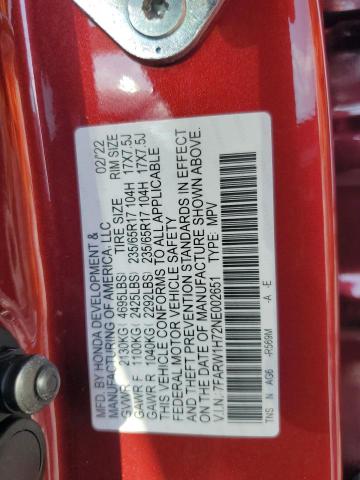 MFD. BY HONDA DEVELOPMENT & 02/22
MANUFACTURING OF AMERICA, LLC
TIRE SIZE RIM SIZE
GVWR 2130KG(4695LBS)
GAWR F 1100KG(2425LBS) 235/65R17 104H 17X7.5J
GAWR R 1040KG(2292LBS) 235/65R17 104H 17X7.5J
THIS VEHICLE CONFORMS TO ALL APPLICABLE
FEDERAL MOTOR VEHICLE SAFETY
AND THEFT PREVENTION STANDARDS IN EFFECT
ON THE DATE OF MANUFACTURE SHOWN ABOVE.
V.I.N. 7FARW1H72NE002651 TYPE: MPV
TNS N AG6 -R569M -A -E